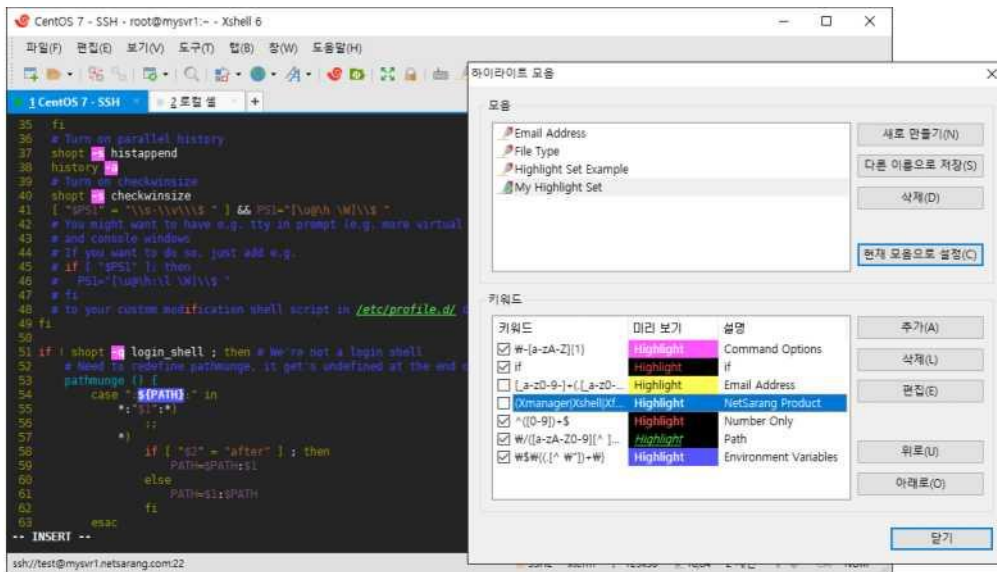 CentOS 7 - SSH - root@mysvr1:~ - Xshell 6
파일(F) 편집(E) 보기(V) 도구(T) 탭(B) 창(W) 도움말(H)
1 CentOS 7 - SSH
2 로컬 셸
35 fi
36 # Turn on parallel history
37 shopt -s histappend
38 history -a
39 # Turn on checkwinsize
40 shopt -s checkwinsize
41 [ "$PS1" = "\\s-\\v\\\$ " ] && PS1="[\u@\h \W]\\$ "
42 # You might want to have e.g. tty in prompt (e.g. more virtual
43 # and console windows
44 # If you want to do so, just add e.g.
45 # if [ "$PS1" ]; then
46 # PS1="[\u@\h:\l \W]\\$ "
47 # fi
48 # to your custom modification shell script in /etc/profile.d/
49 fi
50
51 if ! shopt -q login_shell ; then # We're not a login shell
52 # Need to redefine pathmunge, it get's undefined at the end
53 pathmunge () {
54 case ":${PATH}:" in
55 *:"$1":*)
56 ;;
57 *)
58 if [ "$2" = "after" ] ; then
59 PATH=$PATH:$1
60 else
61 PATH=$1:$PATH
62 fi
63 esac
-- INSERT --
ssh://test@mysvr1.netsarang.com:22
하이라이트 모음
모음
Email Address
File Type
Highlight Set Example
My Highlight Set
새로 만들기(N)
다른 이름으로 저장(S)
삭제(D)
현재 모음으로 설정(C)
키워드
키워드 미리 보기 설명
₩-[a-zA-Z]{1} Highlight Command Options
if Highlight if
[_a-z0-9-]+(.[_a-z0-... Highlight Email Address
(Xmanager|Xshell|Xf... Highlight NetSarang Product
^([0-9])+$ Highlight Number Only
₩/([a-zA-Z0-9][^ ]... Highlight Path
₩$₩{(.[^ ₩"])+₩} Highlight Environment Variables
추가(A)
삭제(L)
편집(E)
위로(U)
아래로(O)
닫기